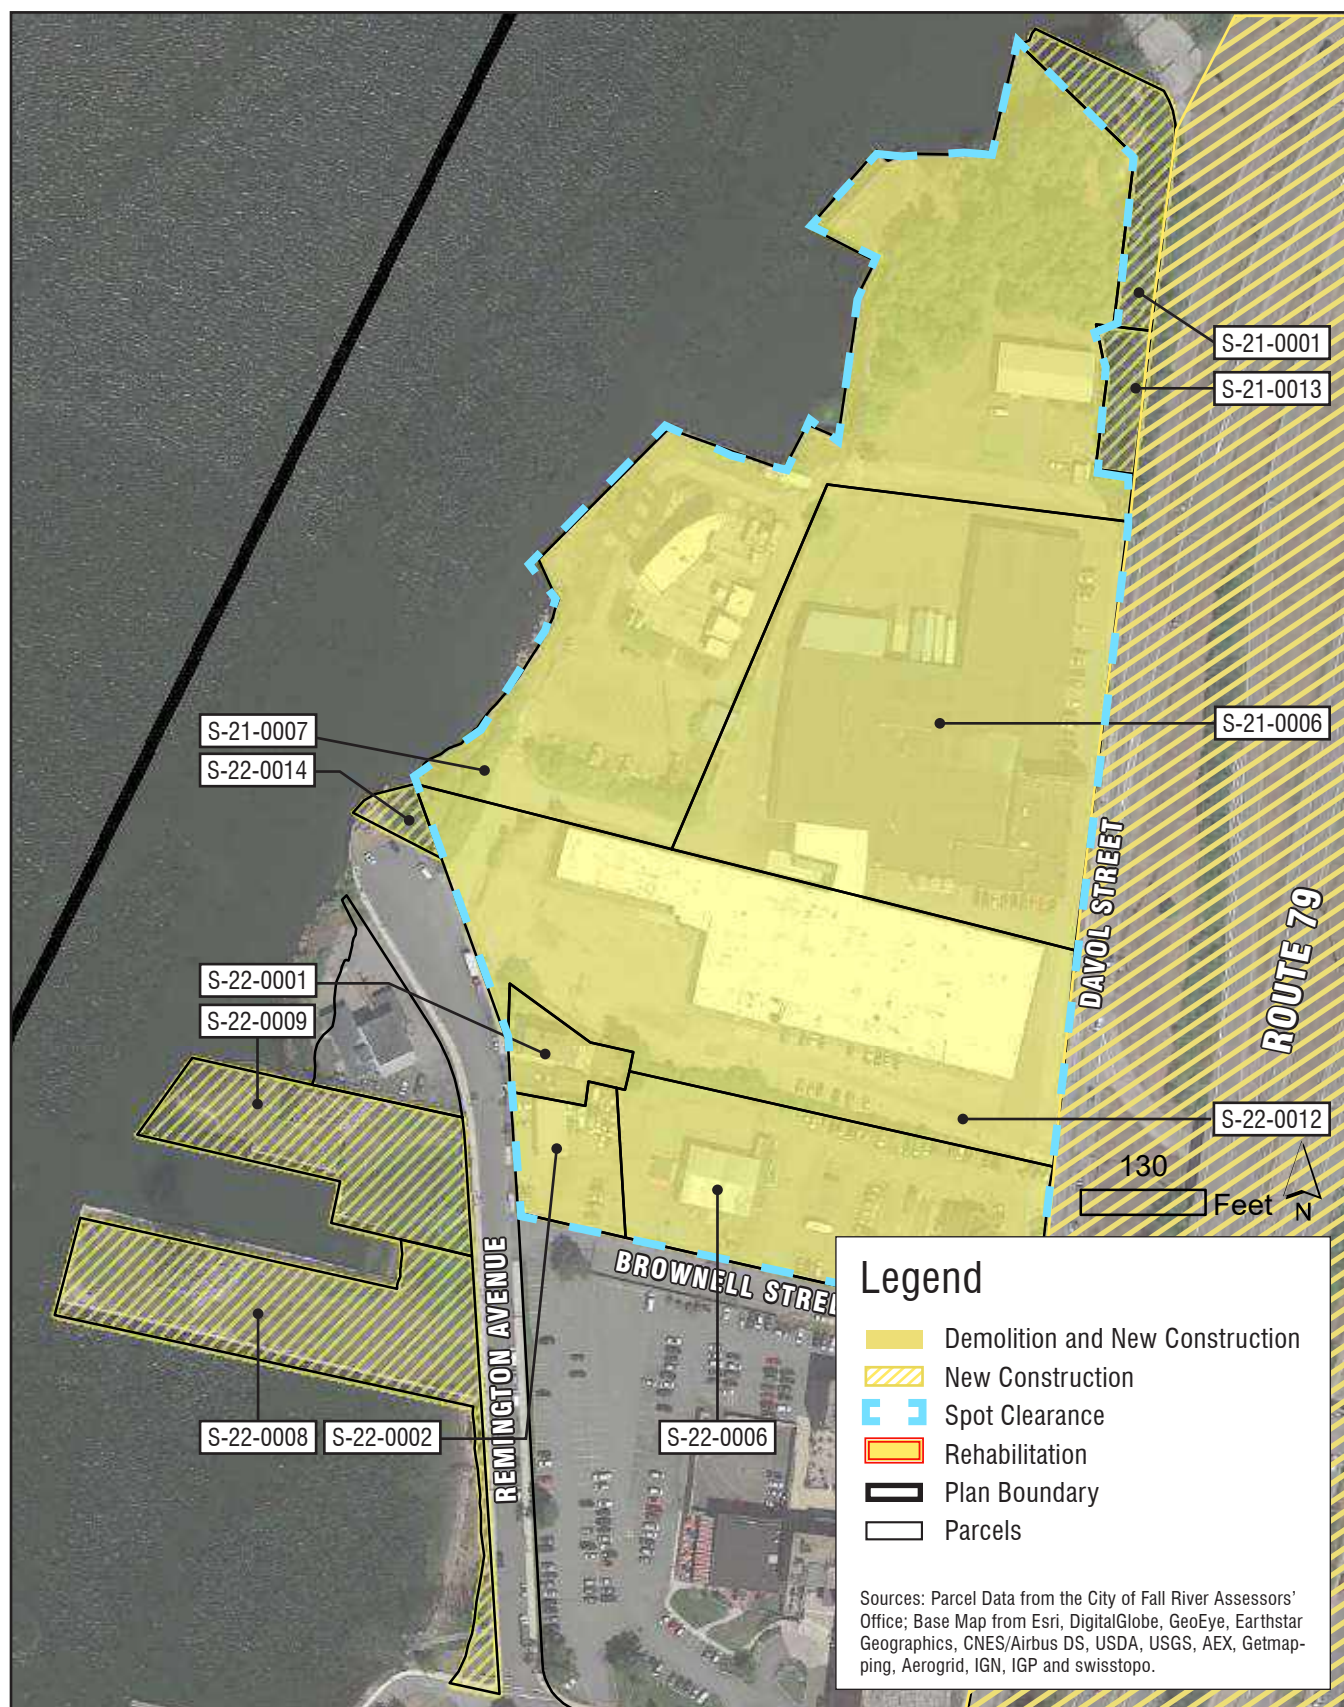 S-21-0001
S-21-0013
S-21-0007
S-21-0006
S-22-0014
DAVOL STREET
ROUTE 79
S-22-0001
S-22-0009
S-22-0012
130
Feet
N
REMINGTON AVENUE
BROWNELL STREE
S-22-0008
S-22-0002
S-22-0006
Legend
Demolition and New Construction
New Construction
Spot Clearance
Rehabilitation
Plan Boundary
Parcels
Sources: Parcel Data from the City of Fall River Assessors'
Office; Base Map from Esri, DigitalGlobe, GeoEye, Earthstar
Geographics, CNES/Airbus DS, USDA, USGS, AEX, Getmap-
ping, Aerogrid, IGN, IGP and swisstopo.